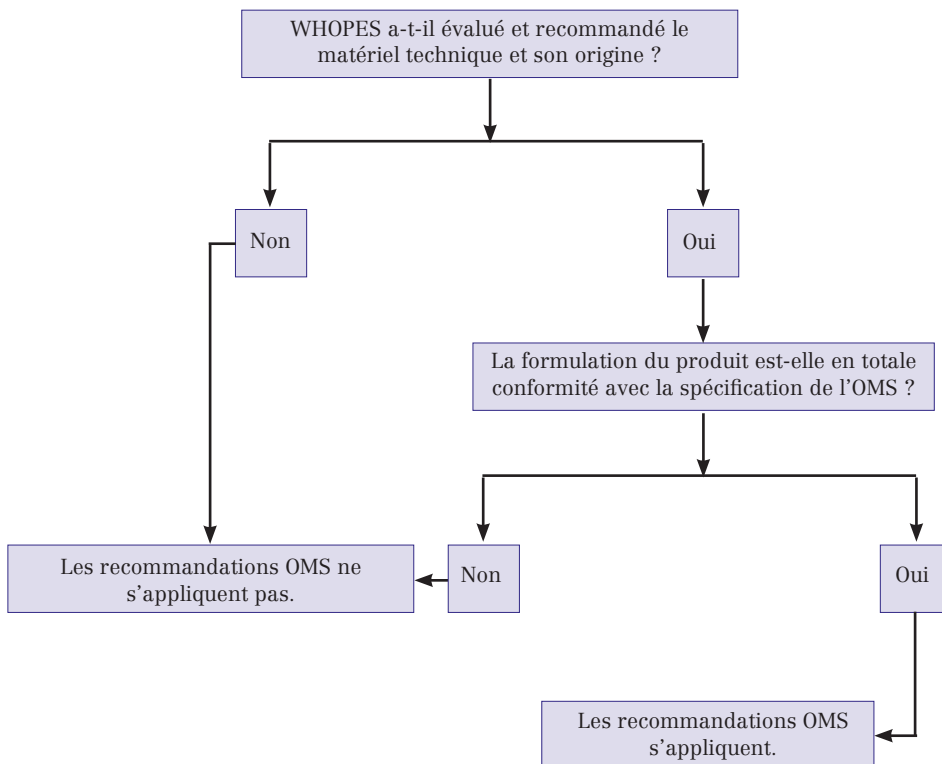 WHOPES a-t-il évalué et recommandé le
matériel technique et son origine ?
Non
Oui
La formulation du produit est-elle en totale
conformité avec la spécification de l'OMS ?
Les recommandations OMS ne
s'appliquent pas.
Non
Oui
Les recommandations OMS
s'appliquent.